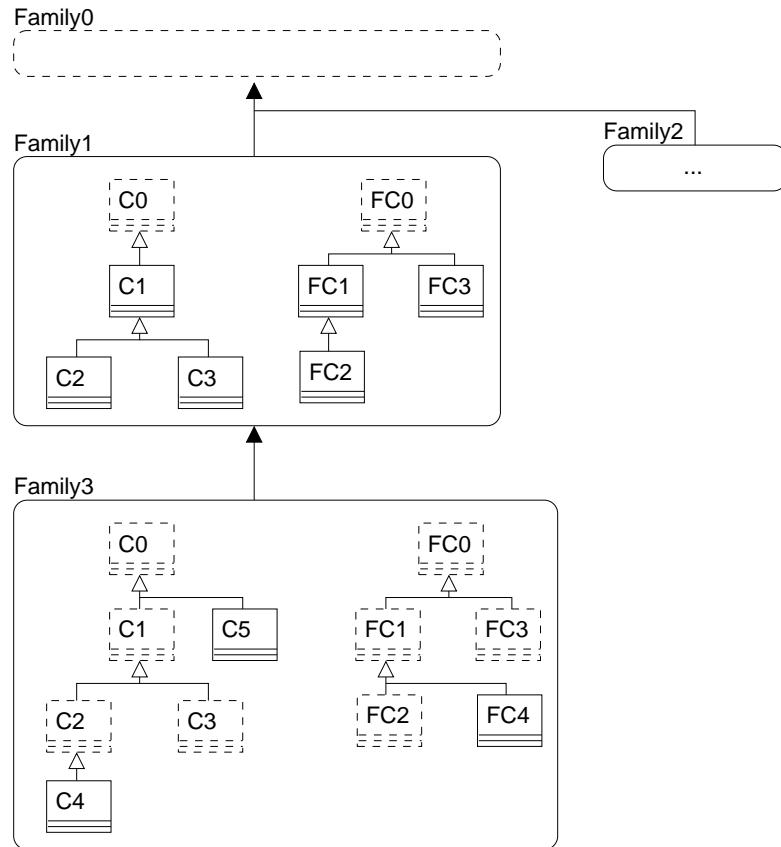 Family0
Family1
Family2
...
C0
FC0
C1
FC1
FC3
C2
C3
FC2
Family3
C0
FC0
C1
C5
FC1
FC3
C2
C3
FC2
FC4
C4